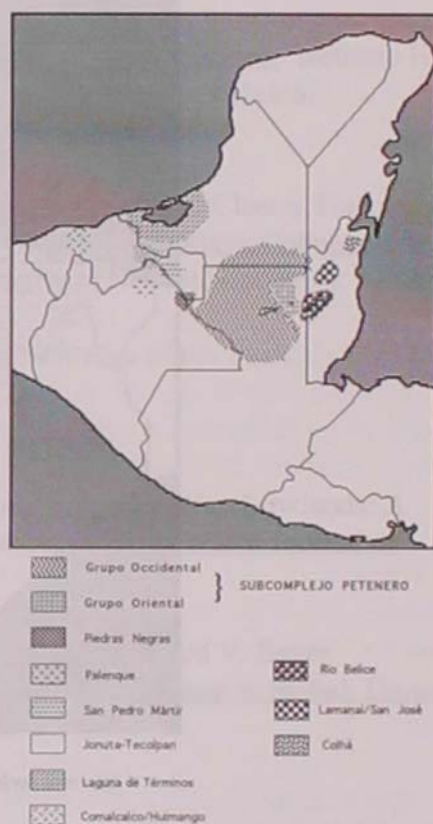 Grupo Occidental
Grupo Oriental
} SUBCOMPLEJO PETENERO
Piedras Negras
Palenque
San Pedro Mártir
Jonuta-Tecolpan
Laguna de Términos
Comalcalco/Huimango
Río Belice
Lamanai/San José
Colhá